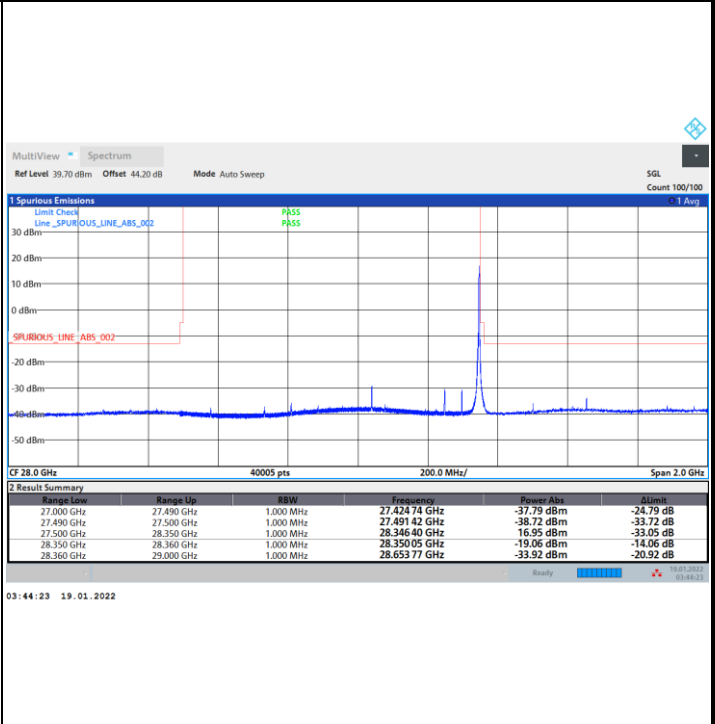 MultiView Spectrum
Ref Level 39.70 dBm Offset 44.20 dB Mode Auto Sweep SGL
Count 100/100
1 Spurious Emissions 1 Avg
Limit Check PASS
Line _SPURIOUS_LINE_ABS_002 PASS
30 dBm
20 dBm
10 dBm
0 dBm
_SPURIOUS_LINE_ABS_002
-20 dBm
-30 dBm
-40 dBm
-50 dBm
CF 28.0 GHz 40005 pts 200.0 MHz/ Span 2.0 GHz
2 Result Summary
Range Low Range Up RBW Frequency Power Abs ΔLimit
27.000 GHz 27.490 GHz 1.000 MHz 27.424 74 GHz -37.79 dBm -24.79 dB
27.490 GHz 27.500 GHz 1.000 MHz 27.491 42 GHz -38.72 dBm -33.72 dB
27.500 GHz 28.350 GHz 1.000 MHz 28.346 40 GHz 16.95 dBm -33.05 dB
28.350 GHz 28.360 GHz 1.000 MHz 28.350 05 GHz -19.06 dBm -14.06 dB
28.360 GHz 29.000 GHz 1.000 MHz 28.653 77 GHz -33.92 dBm -20.92 dB
Ready 19.01.2022
03:44:23
03:44:23 19.01.2022